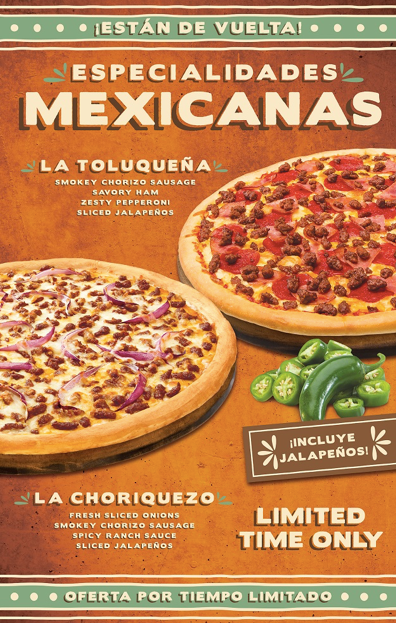 ¡ESTÁN DE VUELTA!
ESPECIALIDADES
MEXICANAS
LA TOLUQUEÑA
SMOKEY CHORIZO SAUSAGE
SAVORY HAM
ZESTY PEPPERONI
SLICED JALAPEÑOS
¡INCLUYE
JALAPEÑOS!
LA CHORIQUEZO
FRESH SLICED ONIONS
SMOKEY CHORIZO SAUSAGE
SPICY RANCH SAUCE
SLICED JALAPEÑOS
LIMITED
TIME ONLY
OFERTA POR TIEMPO LIMITADO